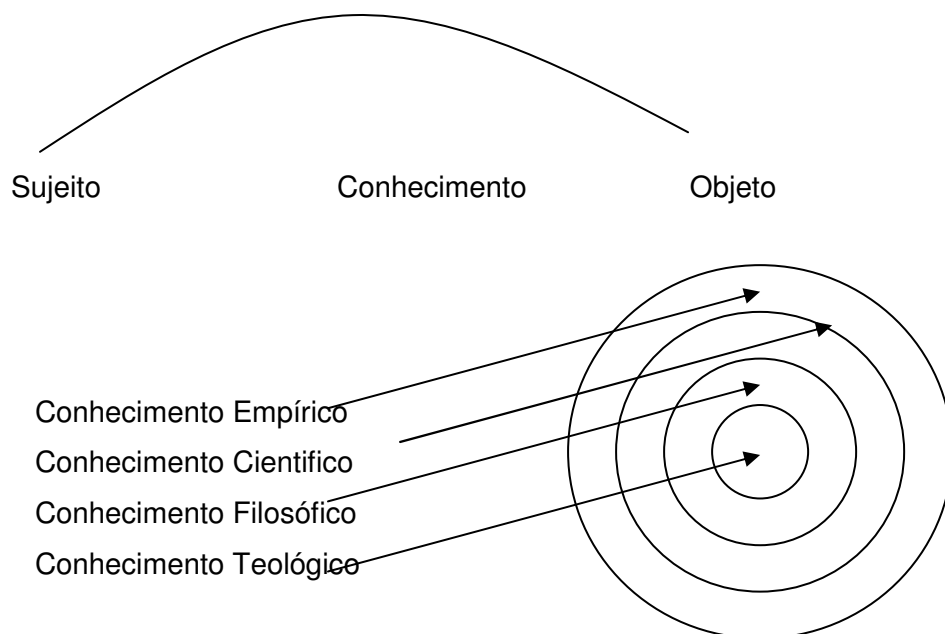 Sujeito Conhecimento Objeto
Conhecimento Empírico
Conhecimento Cientifico
Conhecimento Filosófico
Conhecimento Teológico